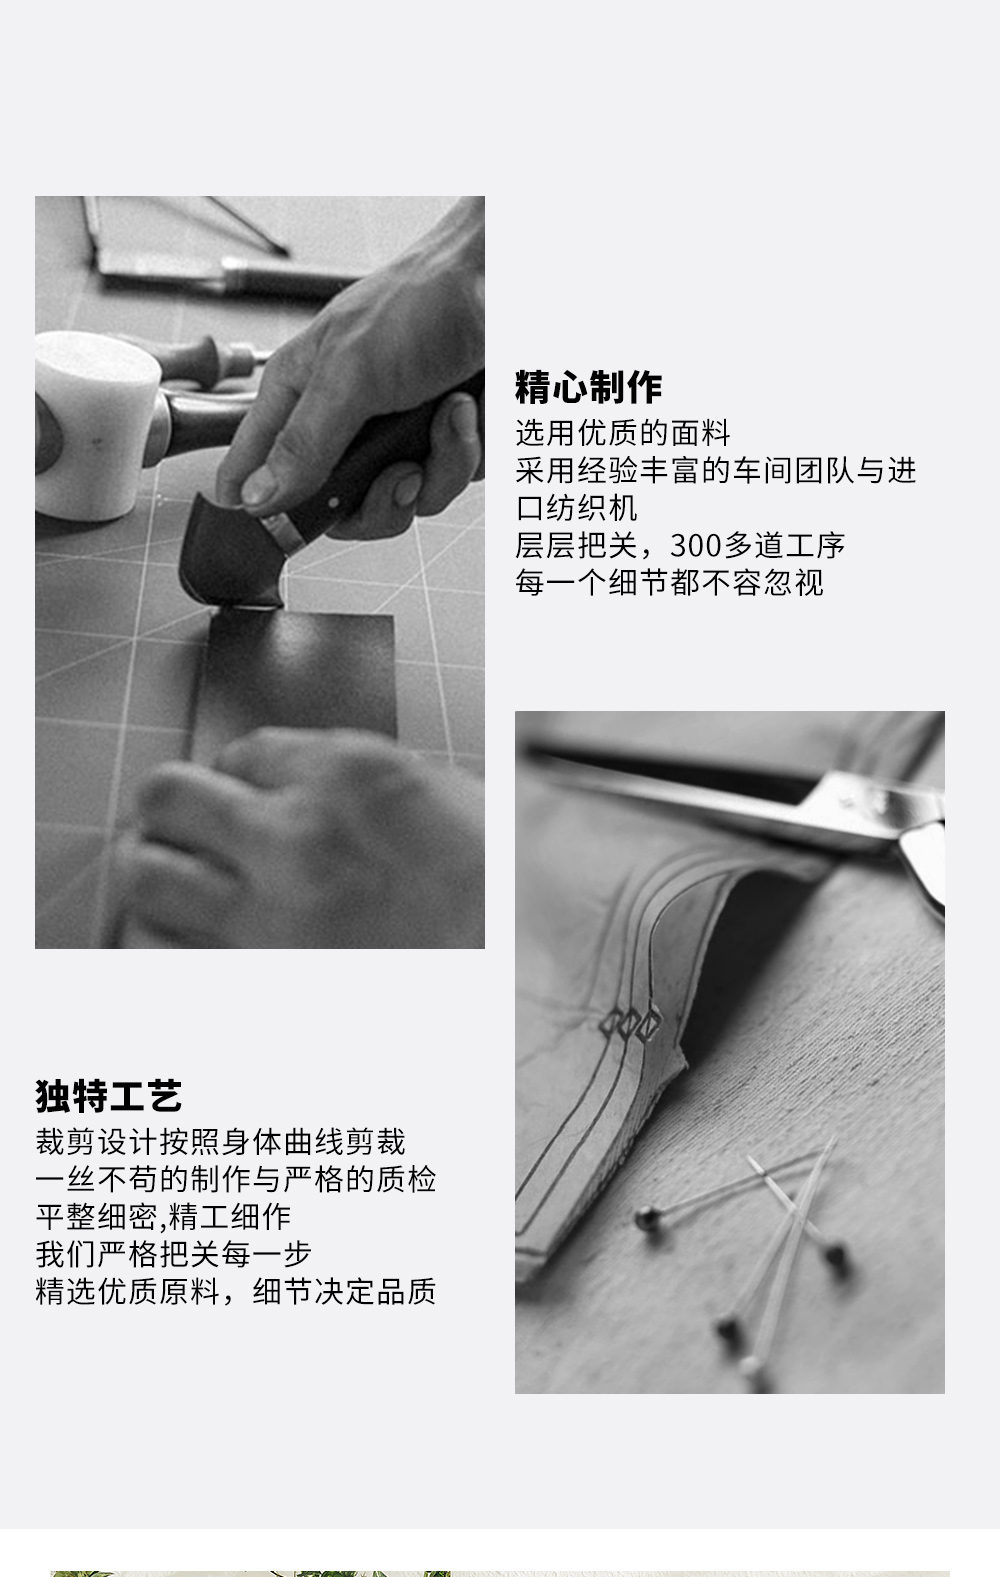 精心制作
选用优质的面料
采用经验丰富的车间团队与进
口纺织机
层层把关，300多道工序
每一个细节都不容忽视
独特工艺
裁剪设计按照身体曲线剪裁
一丝不苟的制作与严格的质检
平整细密,精工细作
我们严格把关每一步
精选优质原料，细节决定品质